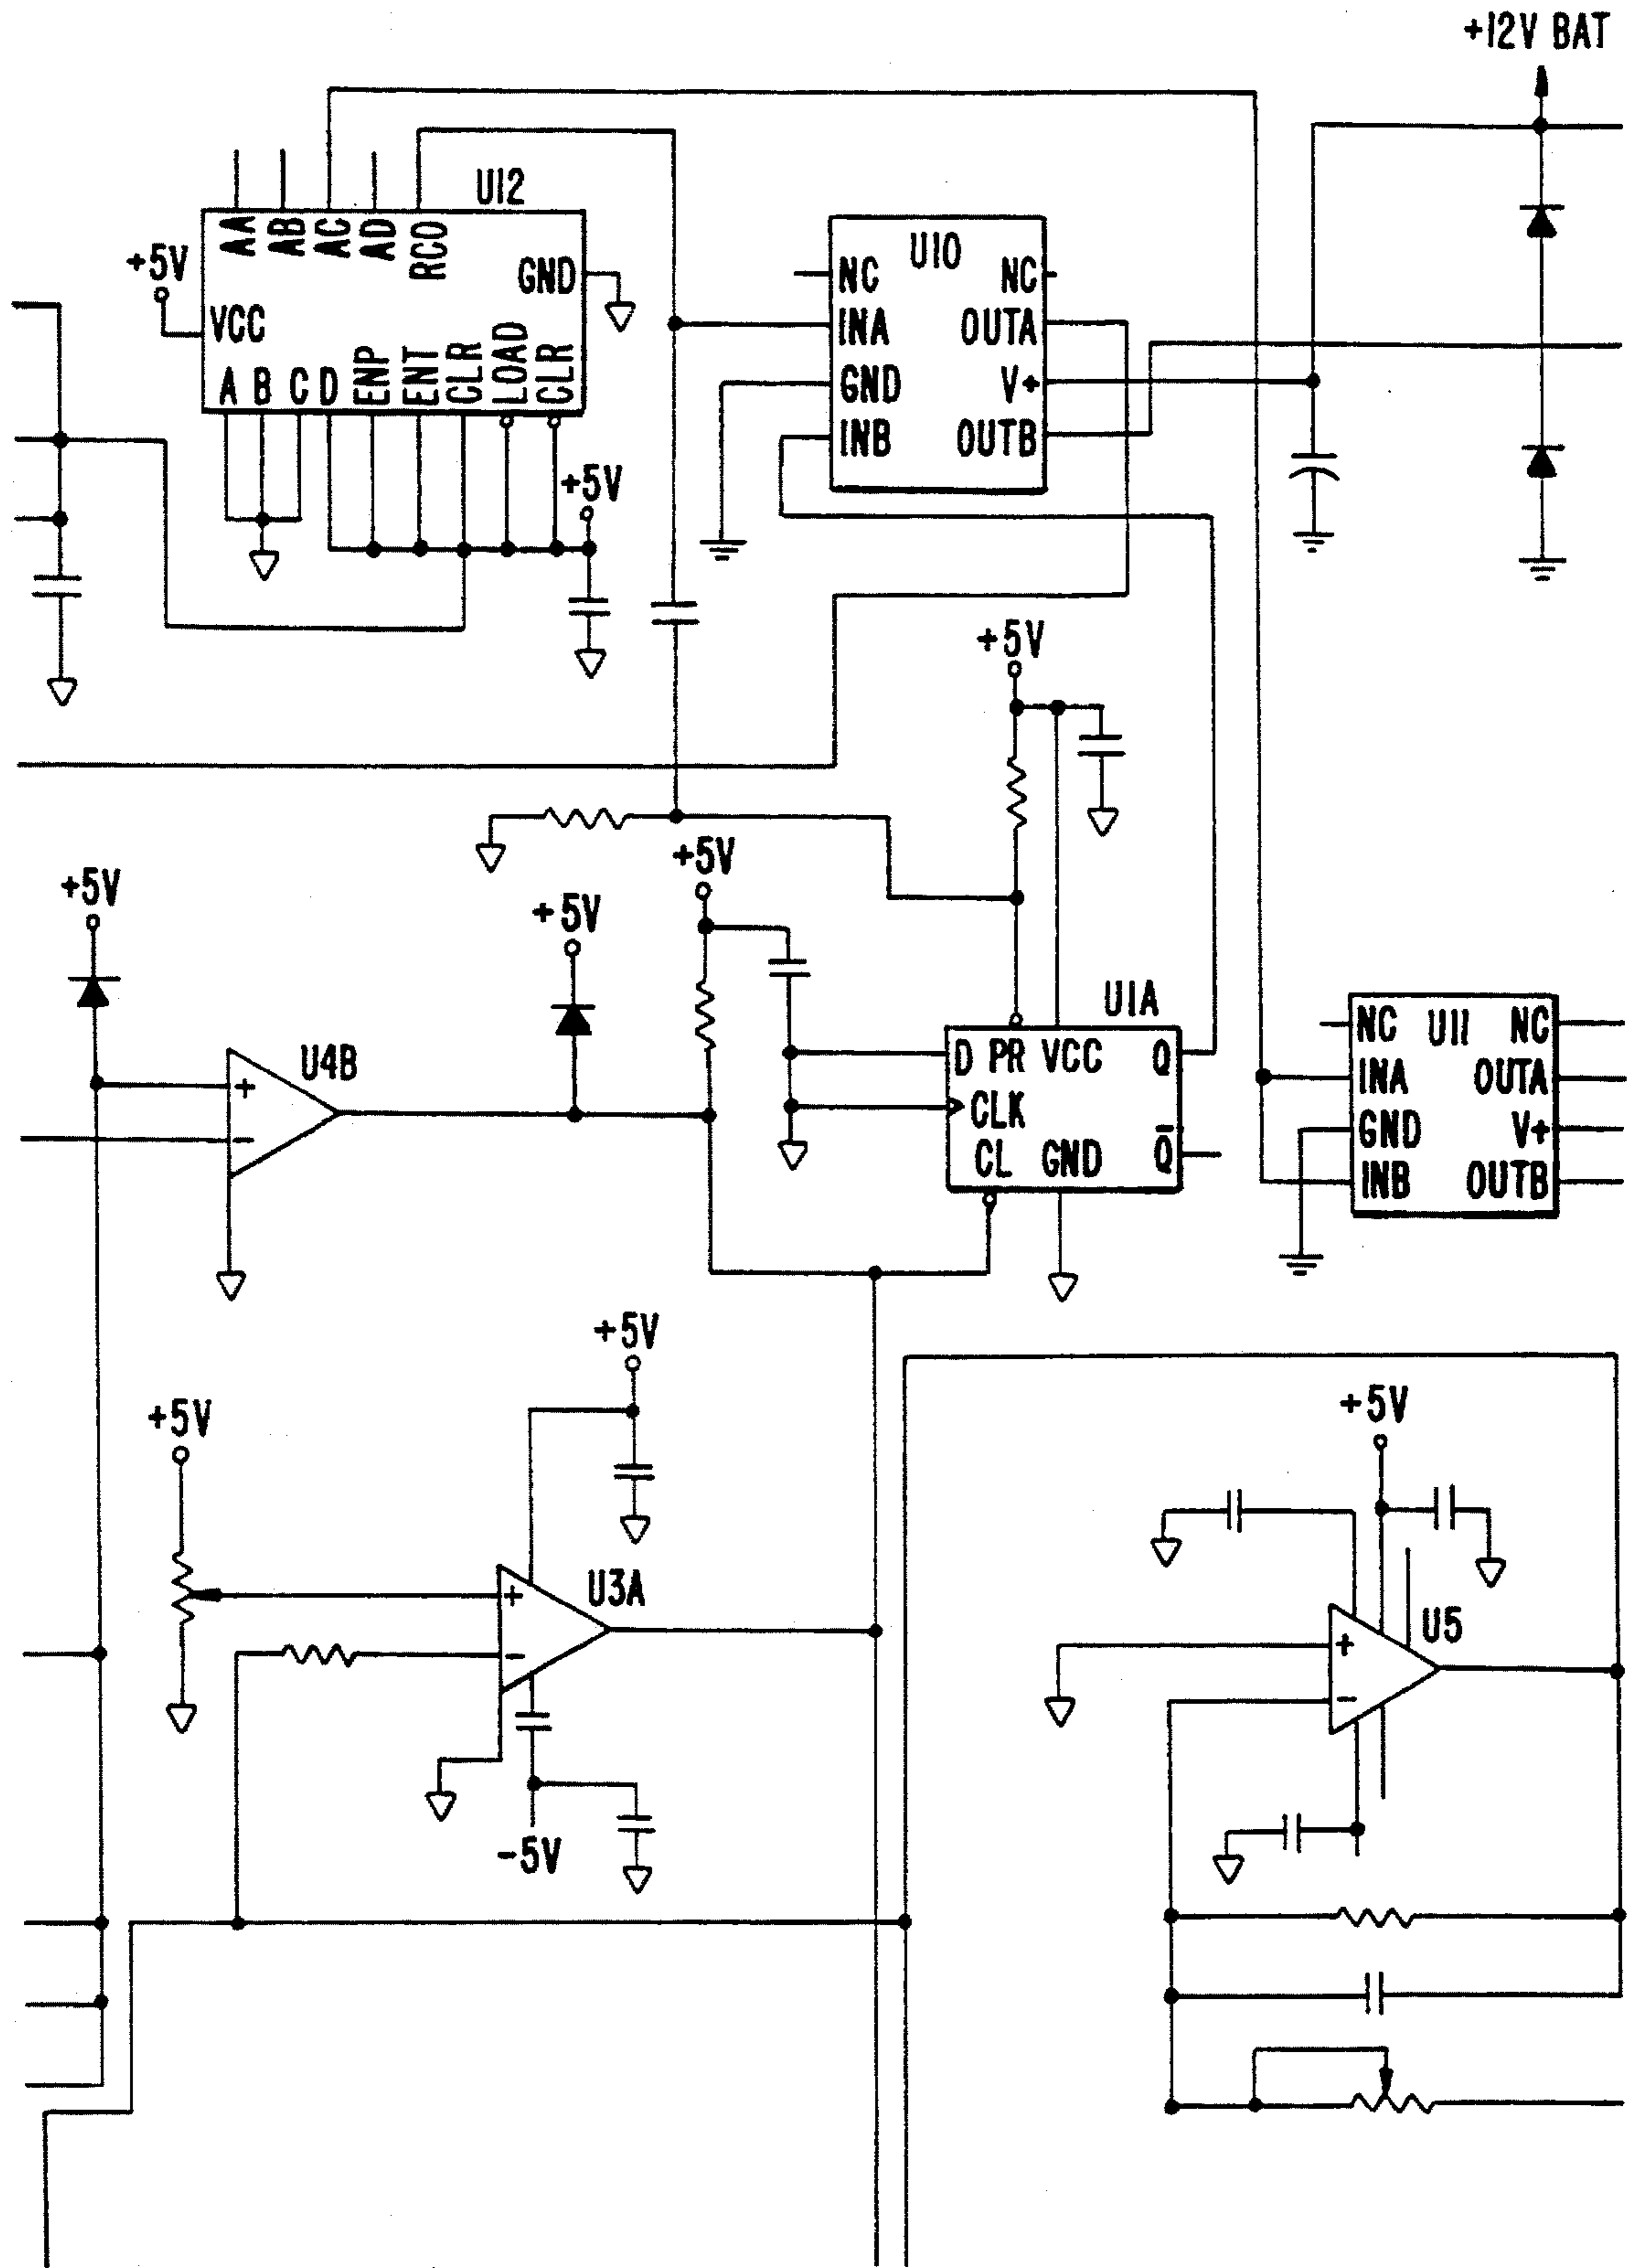 +12V BAT
U12
AA AB AC AD RCO
+5V
GND
VCC
A B C D ENP ENT CLR LOAD CLR
+5V
U10
NC NC
INA OUTA
GND V+
INB OUTB
+5V
+5V
+5V
+5V
U4B
U1A
D PR VCC Q
CLK
CL GND Q̅
NC U11 NC
INA OUTA
GND V+
INB OUTB
+
-
+5V
+5V
+5V
U3A
+
-
-5V
U5
+
-